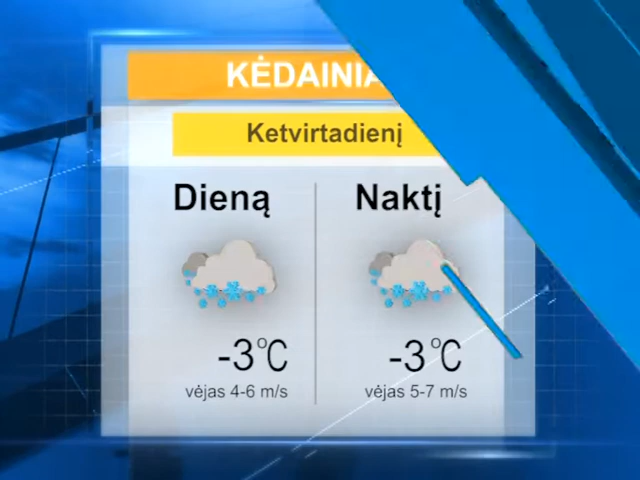 KĖDAINIA
Ketvirtadienį
Dieną
Naktį
-3°C
-3°C
vėjas 4-6 m/s
vėjas 5-7 m/s